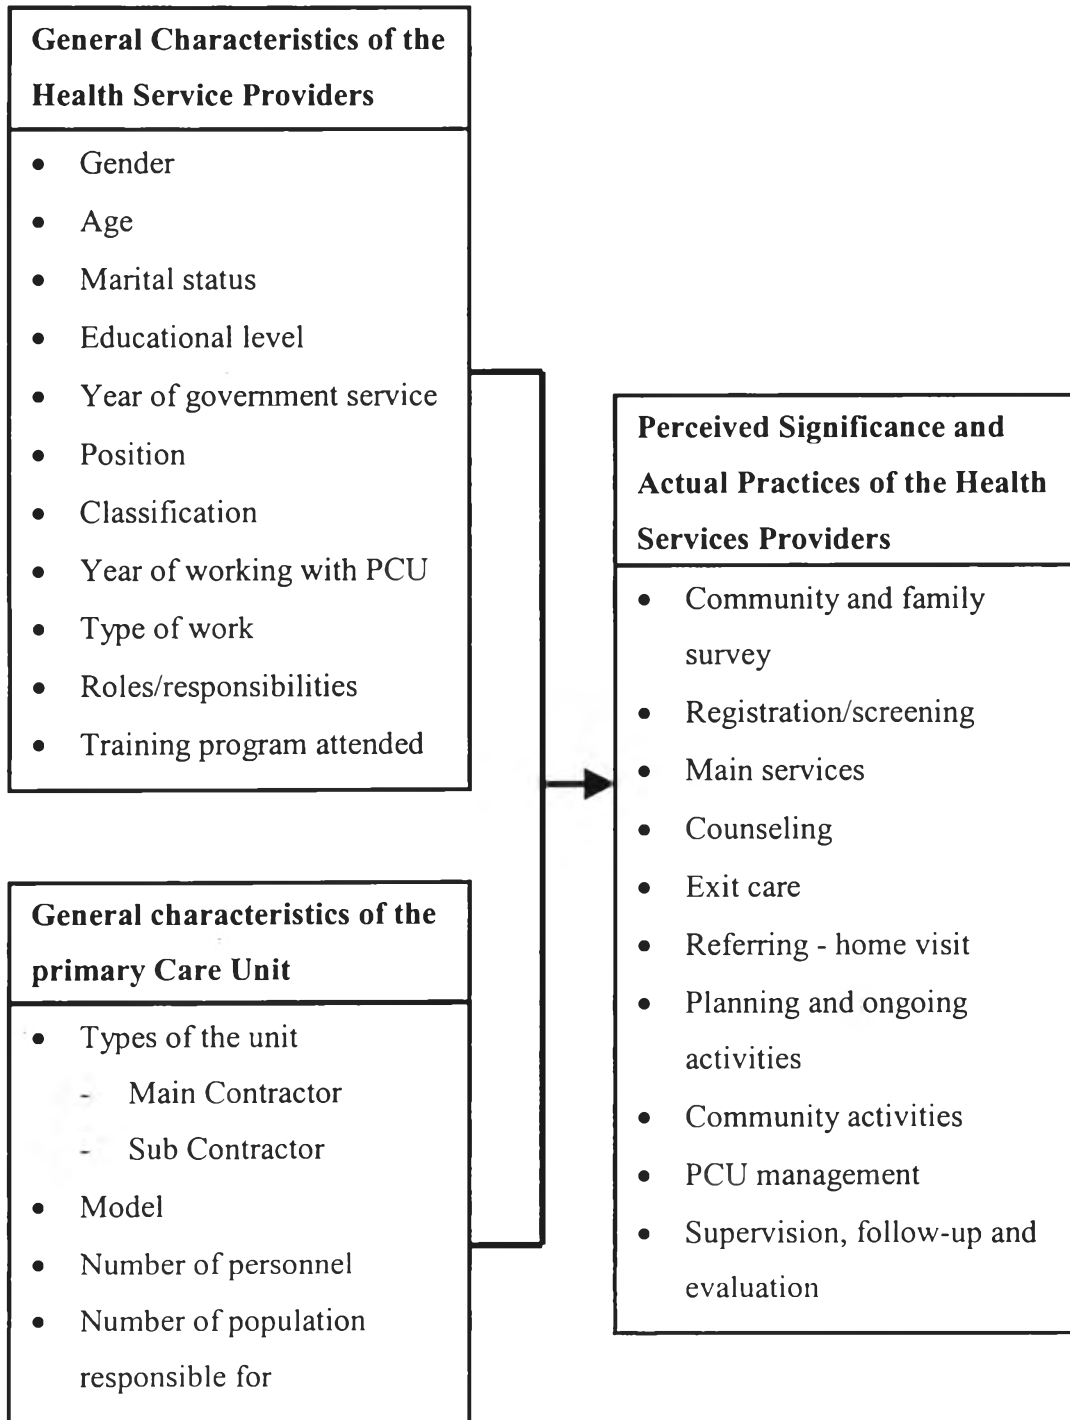 General Characteristics of the
Health Service Providers
• Gender
• Age
• Marital status
• Educational level
• Year of government service
• Position
• Classification
• Year of working with PCU
• Type of work
• Roles/responsibilities
• Training program attended
General characteristics of the
primary Care Unit
• Types of the unit
- Main Contractor
- Sub Contractor
• Model
• Number of personnel
• Number of population
responsible for
Perceived Significance and
Actual Practices of the Health
Services Providers
• Community and family
survey
• Registration/screening
• Main services
• Counseling
• Exit care
• Referring - home visit
• Planning and ongoing
activities
• Community activities
• PCU management
• Supervision, follow-up and
evaluation